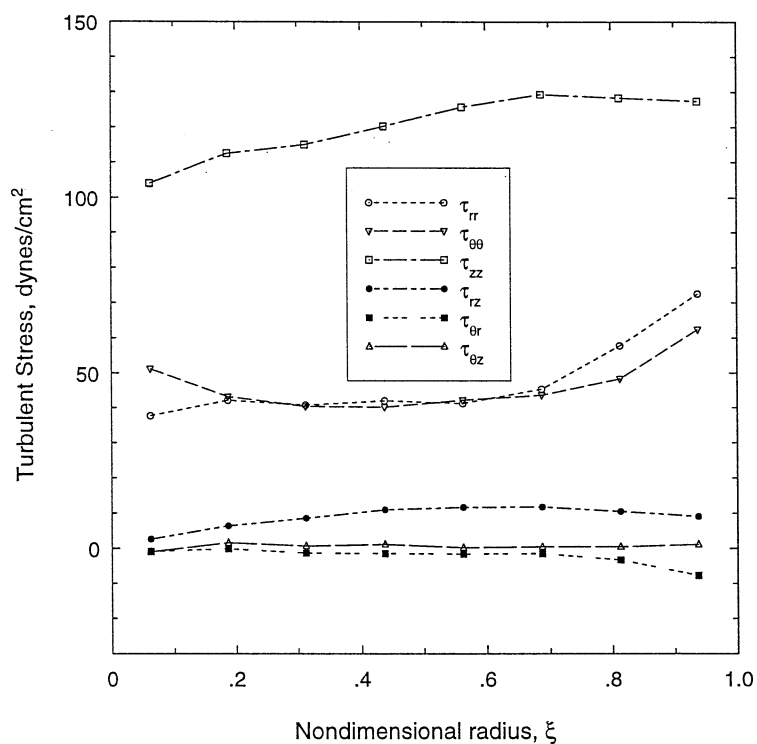 150
100
50
0
Turbulent Stress, dynes/cm²
τrr
τθθ
τzz
τrz
τθr
τθz
0 .2 .4 .6 .8 1.0
Nondimensional radius, ξ